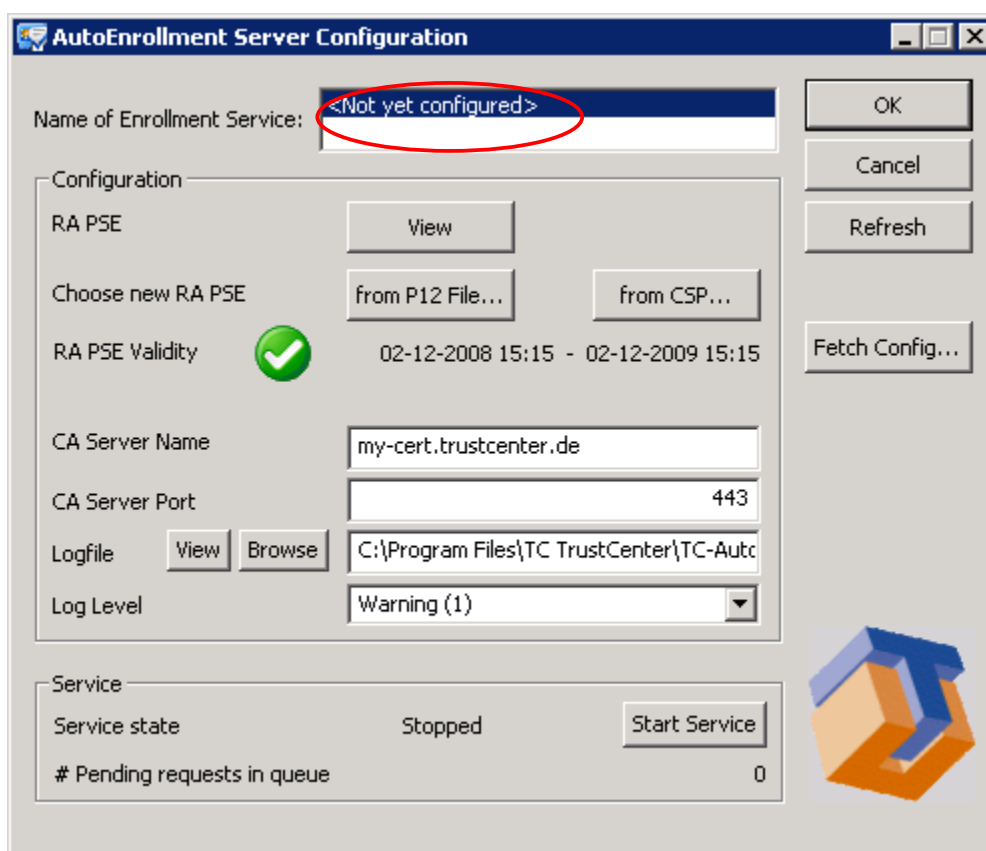 AutoEnrollment Server Configuration
Name of Enrollment Service:
<Not yet configured>
OK
Cancel
Refresh
Fetch Config...
Configuration
RA PSE
View
Choose new RA PSE
from P12 File...
from CSP...
RA PSE Validity
02-12-2008 15:15 - 02-12-2009 15:15
CA Server Name
my-cert.trustcenter.de
CA Server Port
443
Logfile
View
Browse
C:\Program Files\TC TrustCenter\TC-Autc
Log Level
Warning (1)
Service
Service state
Stopped
Start Service
# Pending requests in queue
0